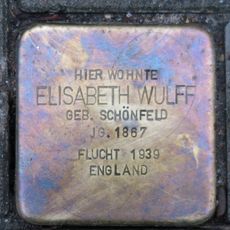 HIER WOHNTE
ELISABETH WULFF
GEB. SCHÖNFELD
JG. 1867
FLUCHT 1939
ENGLAND